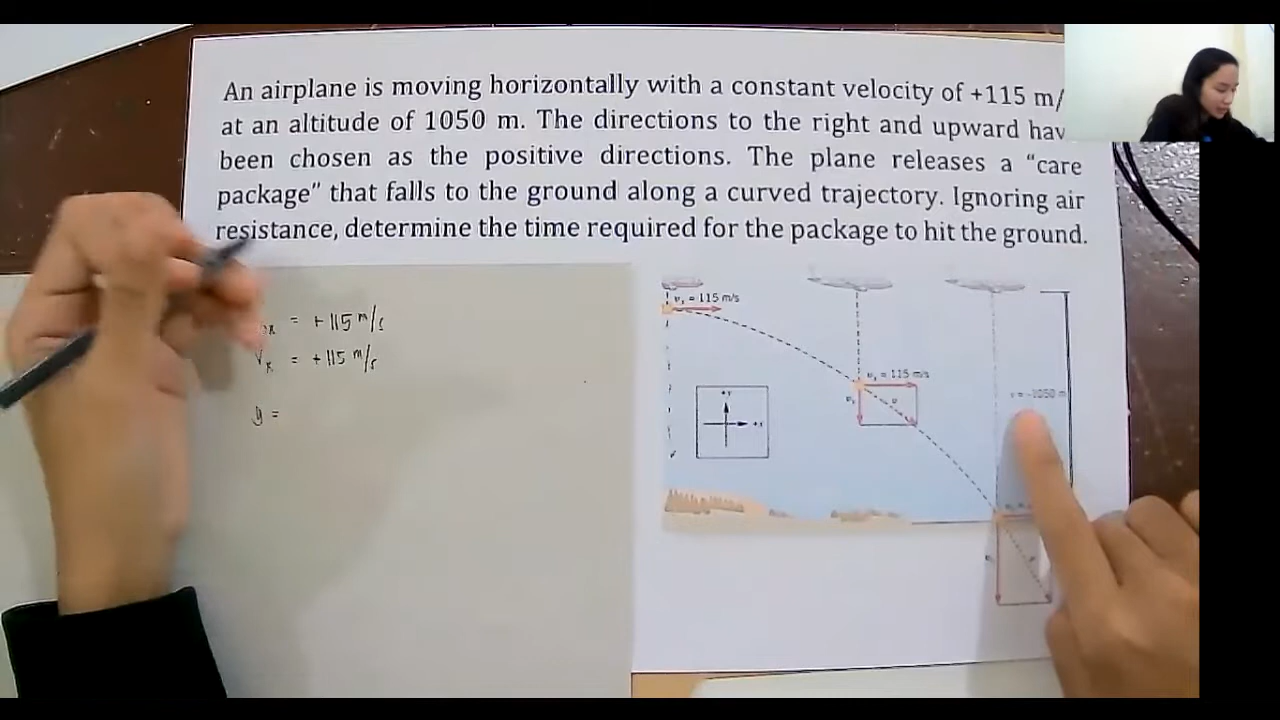 An airplane is moving horizontally with a constant velocity of +115 m/
at an altitude of 1050 m. The directions to the right and upward hav
been chosen as the positive directions. The plane releases a “care
package” that falls to the ground along a curved trajectory. Ignoring air
resistance, determine the time required for the package to hit the ground.
= +115 m/s
Vx = +115 m/s
y =
vx = 115 m/s
vx = 115 m/s
+y
+x
= -1050 m